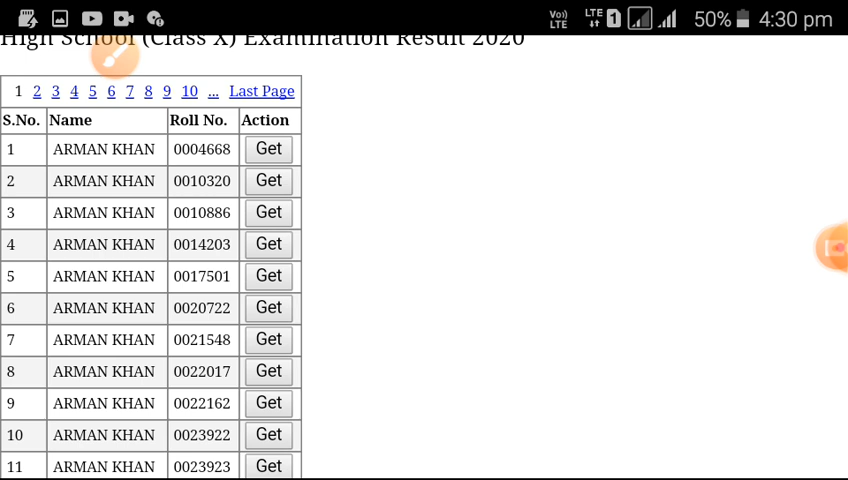 Vo)) LTE LTE 1 50% 4:30 pm
High School (Class X) Examination Result 2020
1 2 3 4 5 6 7 8 9 10 ... Last Page
S.No. Name Roll No. Action
1 ARMAN KHAN 0004668 Get
2 ARMAN KHAN 0010320 Get
3 ARMAN KHAN 0010886 Get
4 ARMAN KHAN 0014203 Get
5 ARMAN KHAN 0017501 Get
6 ARMAN KHAN 0020722 Get
7 ARMAN KHAN 0021548 Get
8 ARMAN KHAN 0022017 Get
9 ARMAN KHAN 0022162 Get
10 ARMAN KHAN 0023922 Get
11 ARMAN KHAN 0023923 Get